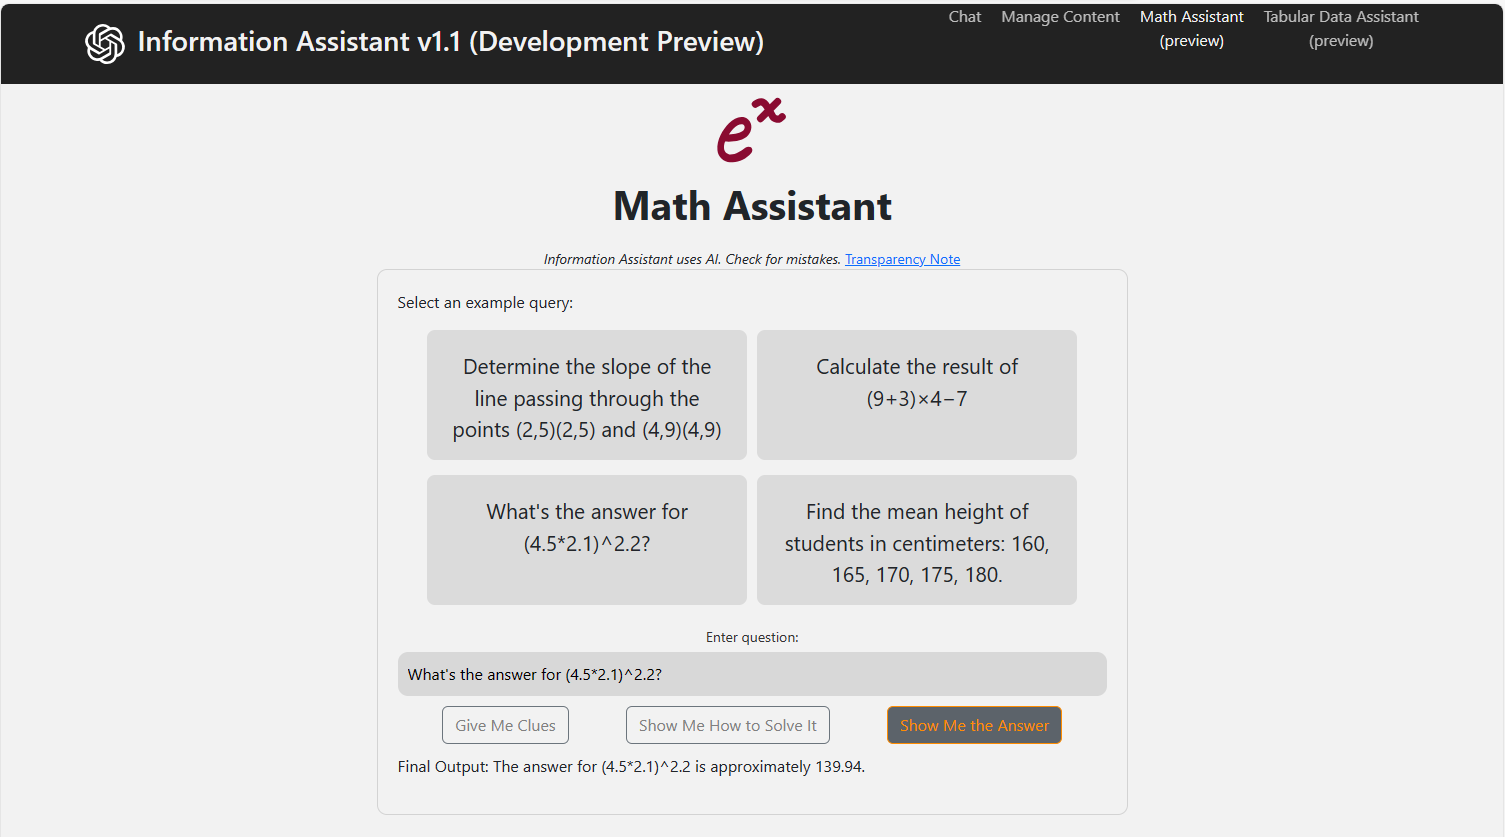 Information Assistant v1.1 (Development Preview)
Chat
Manage Content
Math Assistant
(preview)
Tabular Data Assistant
(preview)
eˣ
Math Assistant
Information Assistant uses AI. Check for mistakes. Transparency Note
Select an example query:
Determine the slope of the
line passing through the
points (2,5)(2,5) and (4,9)(4,9)
Calculate the result of
(9+3)×4−7
What's the answer for
(4.5*2.1)^2.2?
Find the mean height of
students in centimeters: 160,
165, 170, 175, 180.
Enter question:
What's the answer for (4.5*2.1)^2.2?
Give Me Clues
Show Me How to Solve It
Show Me the Answer
Final Output: The answer for (4.5*2.1)^2.2 is approximately 139.94.